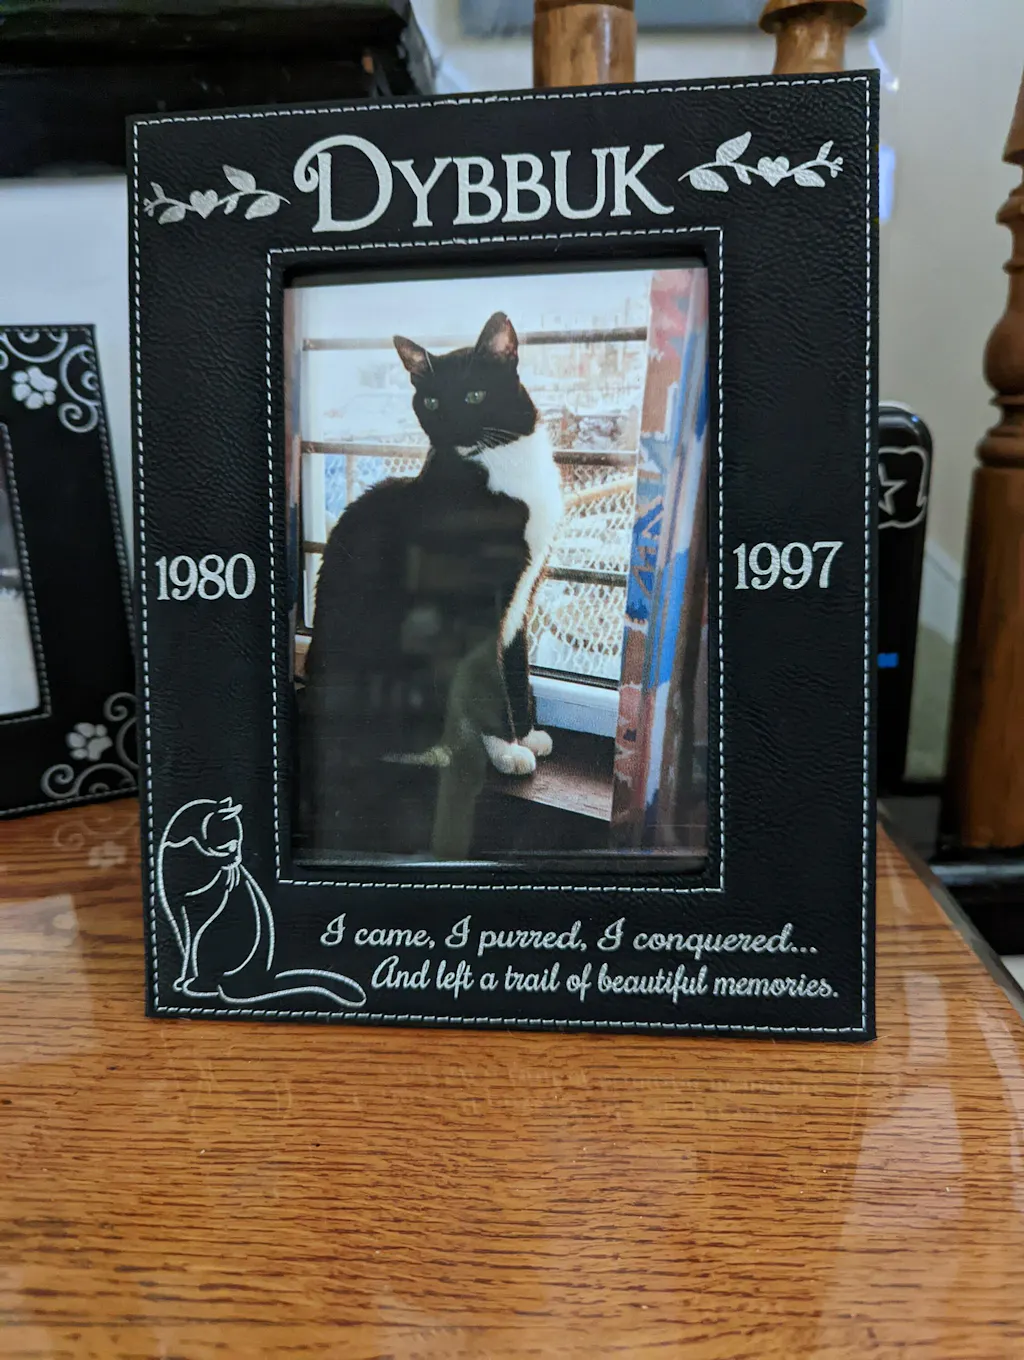 DYBBUK
1980
1997
I came, I purred, I conquered...
And left a trail of beautiful memories.